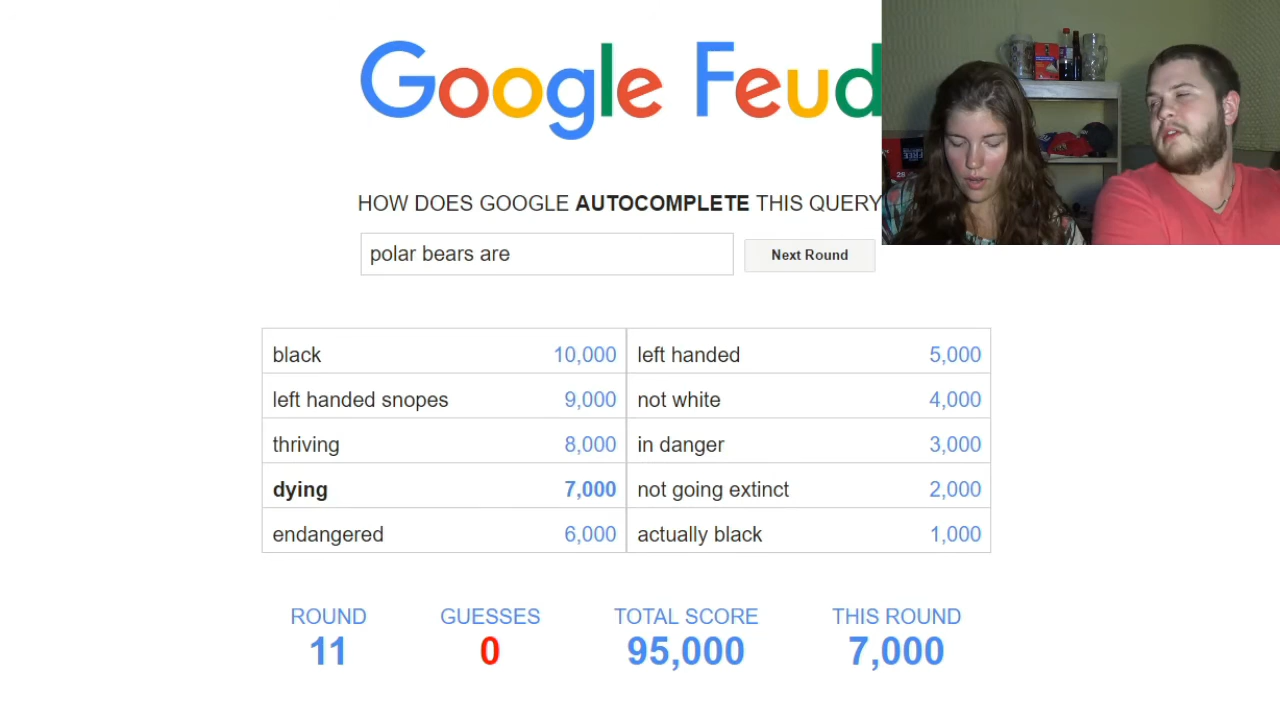 Google Feud
HOW DOES GOOGLE AUTOCOMPLETE THIS QUERY
polar bears are
Next Round
black 10,000
left handed 5,000
left handed snopes 9,000
not white 4,000
thriving 8,000
in danger 3,000
dying 7,000
not going extinct 2,000
endangered 6,000
actually black 1,000
ROUND GUESSES TOTAL SCORE THIS ROUND
11 0 95,000 7,000
28